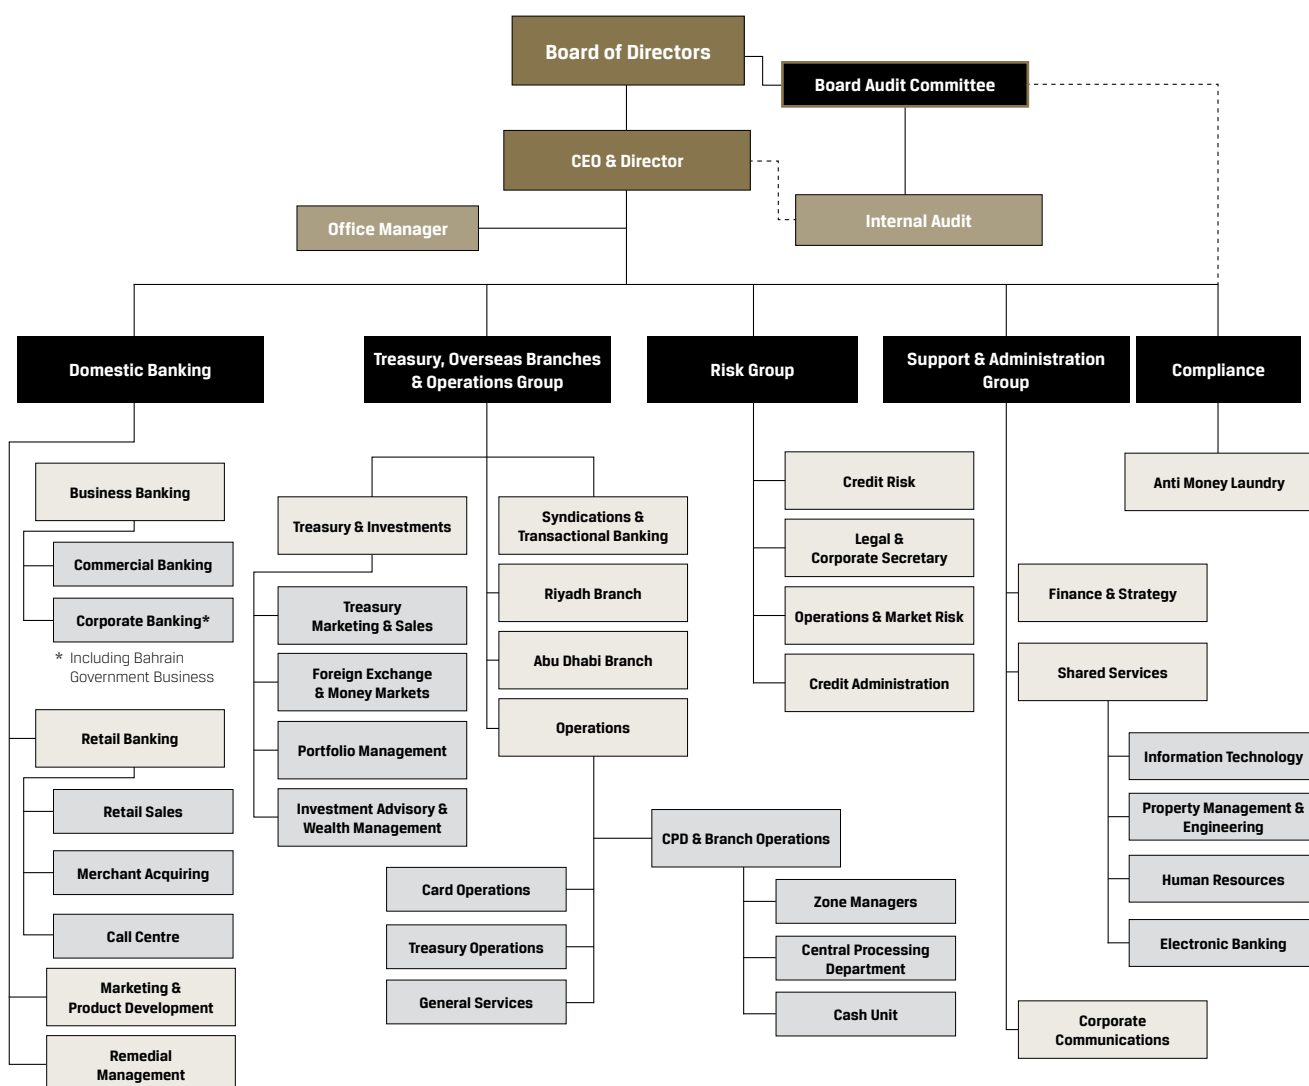 Board of Directors
Board Audit Committee
CEO & Director
Office Manager
Internal Audit
Domestic Banking
Treasury, Overseas Branches
& Operations Group
Risk Group
Support & Administration
Group
Compliance
Business Banking
Commercial Banking
Corporate Banking*
* Including Bahrain
Government Business
Retail Banking
Retail Sales
Merchant Acquiring
Call Centre
Marketing &
Product Development
Remedial
Management
Treasury & Investments
Treasury
Marketing & Sales
Foreign Exchange
& Money Markets
Portfolio Management
Investment Advisory &
Wealth Management
Syndications &
Transactional Banking
Riyadh Branch
Abu Dhabi Branch
Operations
Card Operations
Treasury Operations
General Services
CPD & Branch Operations
Zone Managers
Central Processing
Department
Cash Unit
Credit Risk
Legal &
Corporate Secretary
Operations & Market Risk
Credit Administration
Finance & Strategy
Shared Services
Information Technology
Property Management &
Engineering
Human Resources
Electronic Banking
Corporate
Communications
Anti Money Laundry